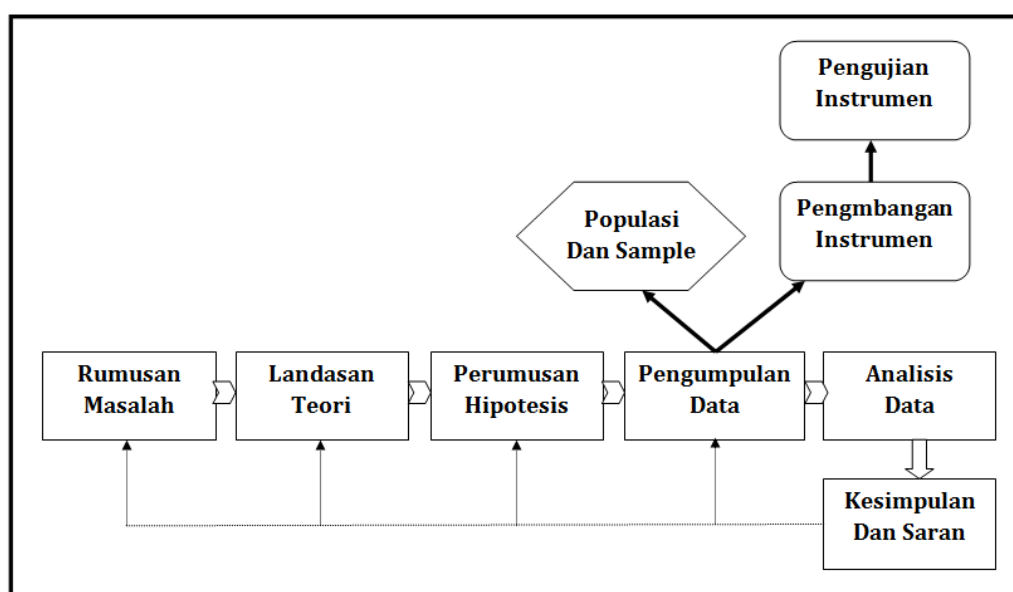 Pengujian
Instrumen
Populasi
Dan Sample
Pengmbangan
Instrumen
Rumusan
Masalah
Landasan
Teori
Perumusan
Hipotesis
Pengumpulan
Data
Analisis
Data
Kesimpulan
Dan Saran